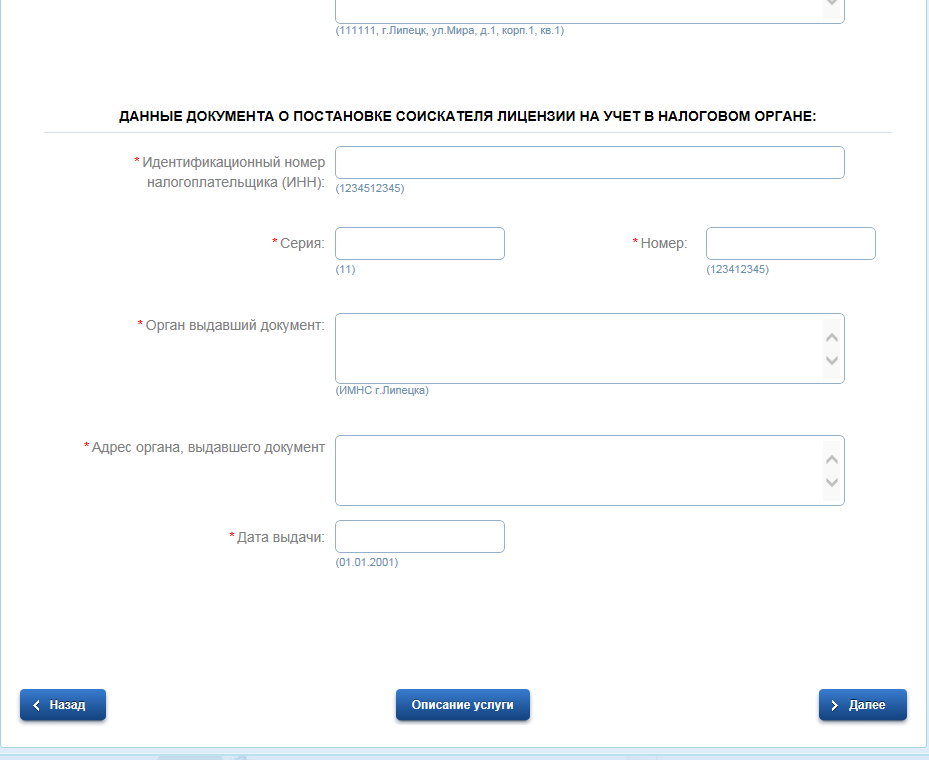 (111111, г.Липецк, ул.Мира, д.1, корп.1, кв.1)
ДАННЫЕ ДОКУМЕНТА О ПОСТАНОВКЕ СОИСКАТЕЛЯ ЛИЦЕНЗИИ НА УЧЕТ В НАЛОГОВОМ ОРГАНЕ:
* Идентификационный номер
налогоплательщика (ИНН):
(1234512345)
* Серия:
(11)
* Номер:
(123412345)
* Орган выдавший документ:
(ИМНС г.Липецка)
* Адрес органа, выдавшего документ
* Дата выдачи:
(01.01.2001)
Назад
Описание услуги
Далее